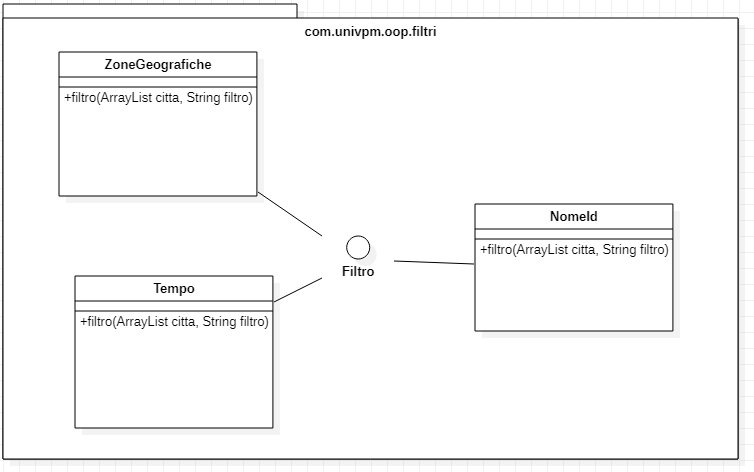 com.univpm.oop.filtri
ZoneGeografiche
+filtro(ArrayList citta, String filtro)
NomeId
+filtro(ArrayList citta, String filtro)
Filtro
Tempo
+filtro(ArrayList citta, String filtro)